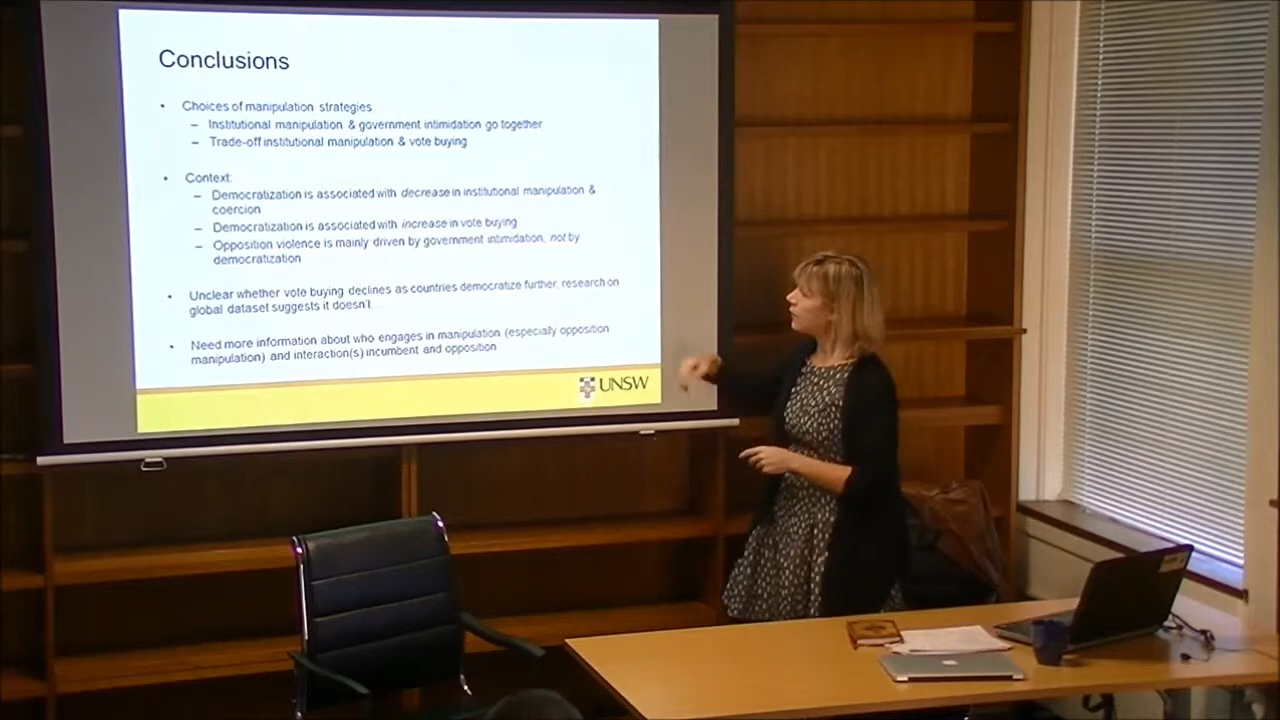 Conclusions
• Choices of manipulation strategies
– Institutional manipulation & government intimidation go together
– Trade-off institutional manipulation & vote buying
• Context:
– Democratization is associated with decrease in institutional manipulation &
coercion
– Democratization is associated with increase in vote buying
– Opposition violence is mainly driven by government intimidation, not by
democratization
• Unclear whether vote buying declines as countries democratize further, research on
global dataset suggests it doesn't...
• Need more information about who engages in manipulation (especially opposition
manipulation) and interaction(s) incumbent and opposition
UNSW